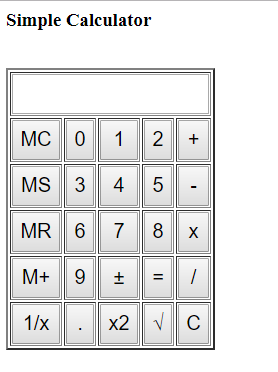 Simple Calculator
MC 0 1 2 +
MS 3 4 5 -
MR 6 7 8 x
M+ 9 ± = /
1/x . x2 √ C